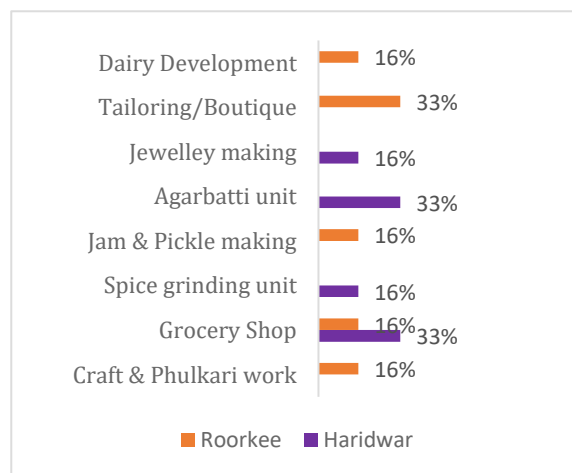 Dairy Development 16%
Tailoring/Boutique 33%
Jewelley making 16%
Agarbatti unit 33%
Jam & Pickle making 16%
Spice grinding unit 16%
16%
Grocery Shop 33%
Craft & Phulkari work 16%
Roorkee Haridwar